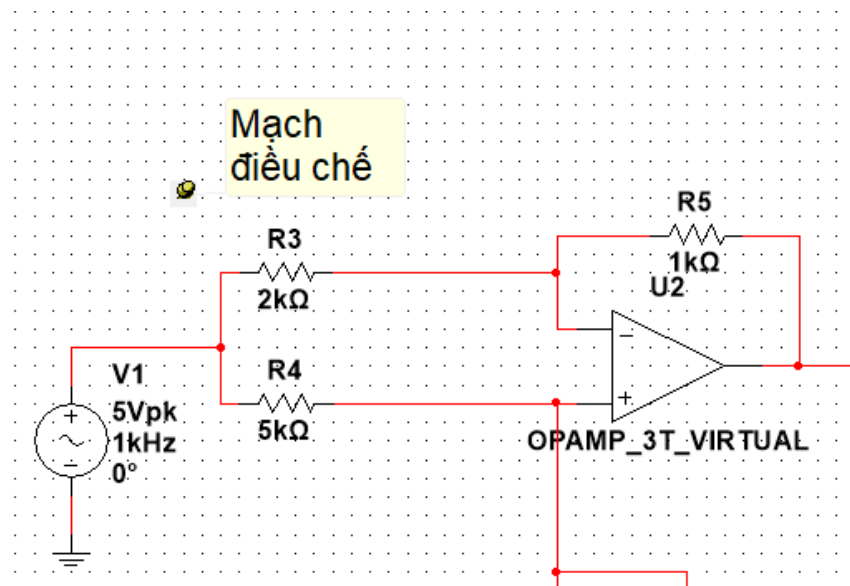 Mạch
điều chế
R5
1kΩ
U2
R3
2kΩ
R4
5kΩ
V1
5Vpk
1kHz
0°
OPAMP_3T_VIRTUAL